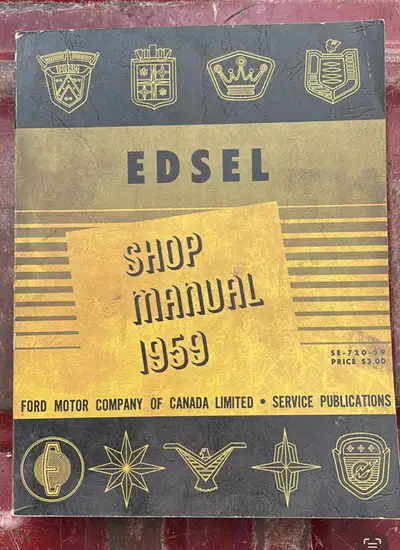 EDSEL
SHOP
MANUAL
1959
SE-720-59
PRICE $3.00
FORD MOTOR COMPANY OF CANADA LIMITED • SERVICE PUBLICATIONS